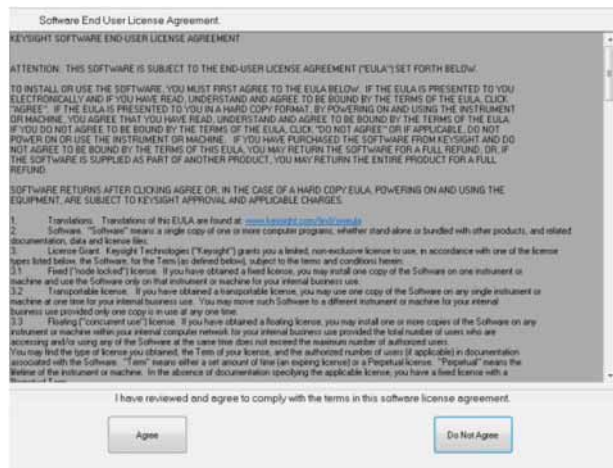 Software End User License Agreement.
KEYSIGHT SOFTWARE END-USER LICENSE AGREEMENT
ATTENTION: THIS SOFTWARE IS SUBJECT TO THE END-USER LICENSE AGREEMENT ("EULA") SET FORTH BELOW.
TO INSTALL OR USE THE SOFTWARE, YOU MUST FIRST AGREE TO THE EULA BELOW. IF THE EULA IS PRESENTED TO YOU
ELECTRONICALLY AND IF YOU HAVE READ, UNDERSTAND AND AGREE TO BE BOUND BY THE TERMS OF THE EULA, CLICK
"AGREE". IF THE EULA IS PRESENTED TO YOU IN A HARD COPY FORMAT, BY POWERING ON AND USING THE INSTRUMENT
OR MACHINE, YOU AGREE THAT YOU HAVE READ, UNDERSTAND AND AGREE TO BE BOUND BY THE TERMS OF THE EULA.
IF YOU DO NOT AGREE TO BE BOUND BY THE TERMS OF THE EULA, CLICK "DO NOT AGREE" OR IF APPLICABLE, DO NOT
POWER ON OR USE THE INSTRUMENT OR MACHINE. IF YOU HAVE PURCHASED THE SOFTWARE FROM KEYSIGHT AND DO
NOT AGREE TO BE BOUND BY THE TERMS OF THIS EULA, YOU MAY RETURN THE SOFTWARE FOR A FULL REFUND, OR, IF
THE SOFTWARE IS SUPPLIED AS PART OF ANOTHER PRODUCT, YOU MAY RETURN THE ENTIRE PRODUCT FOR A FULL
REFUND.
SOFTWARE RETURNS AFTER CLICKING AGREE OR, IN THE CASE OF A HARD COPY EULA, POWERING ON AND USING THE
EQUIPMENT, ARE SUBJECT TO KEYSIGHT APPROVAL AND APPLICABLE CHARGES.
1. Translations. Translations of this EULA are found at: www.keysight.com/find/sweula
2. Software. "Software" means a single copy of one or more computer programs, whether stand-alone or bundled with other products, and related
documentation, data and license files.
3. License Grant. Keysight Technologies ("Keysight") grants you a limited, non-exclusive license to use, in accordance with one of the license
types listed below, the Software, for the Term (as defined below), subject to the terms and conditions herein:
3.1 Fixed ("node locked") license. If you have obtained a fixed license, you may install one copy of the Software on one instrument or
machine and use the Software only on that instrument or machine for your internal business use.
3.2 Transportable license. If you have obtained a transportable license, you may use one copy of the Software on any single instrument or
machine at one time for your internal business use. You may move such Software to a different instrument or machine for your internal
business use provided only one copy is in use at any one time.
3.3 Floating ("concurrent use") license. If you have obtained a floating license, you may install one or more copies of the Software on any
instrument or machine within your internal computer network for your internal business use provided the total number of users who are
accessing and/or using any of the Software at the same time does not exceed the maximum number of authorized users.
You may find the type of license you obtained, the Term of your license, and the authorized number of users (if applicable) in documentation
associated with the Software. "Term" means either a set amount of time (an expiring license) or a Perpetual license. "Perpetual" means the
lifetime of the instrument or machine. In the absence of documentation specifying the applicable license, you have a fixed license with a
Perpetual Term.
I have reviewed and agree to comply with the terms in this software license agreement.
Agree
Do Not Agree